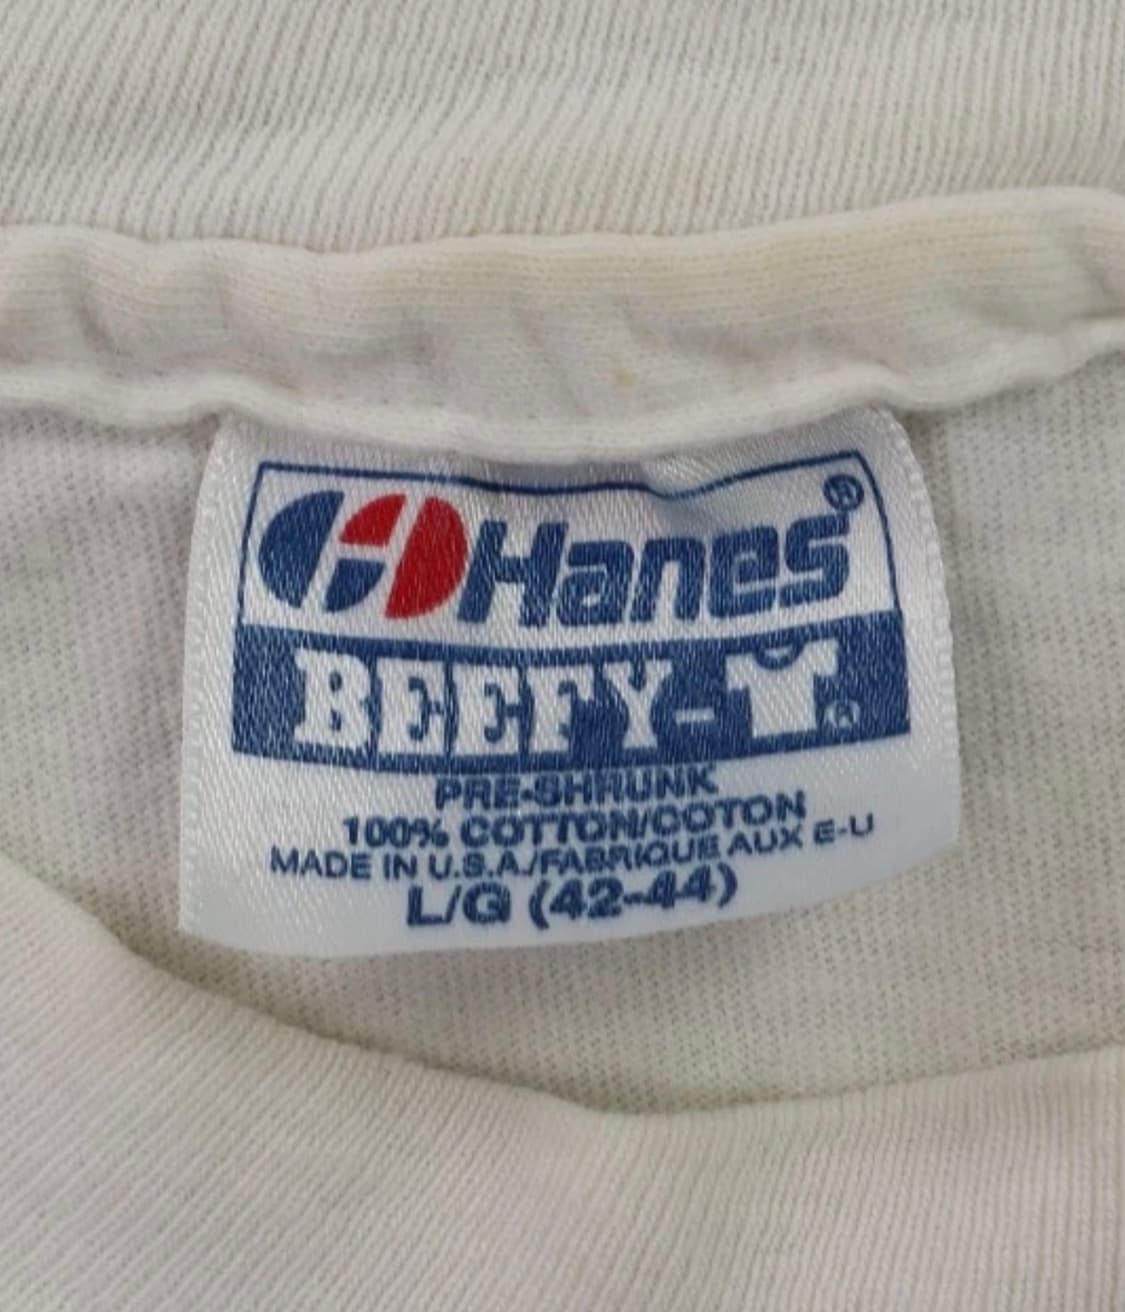 Hanes®
BEEFY-T®
PRE-SHRUNK
100% COTTON/COTON
MADE IN U.S.A./FABRIQUE AUX E-U
L/G (42-44)